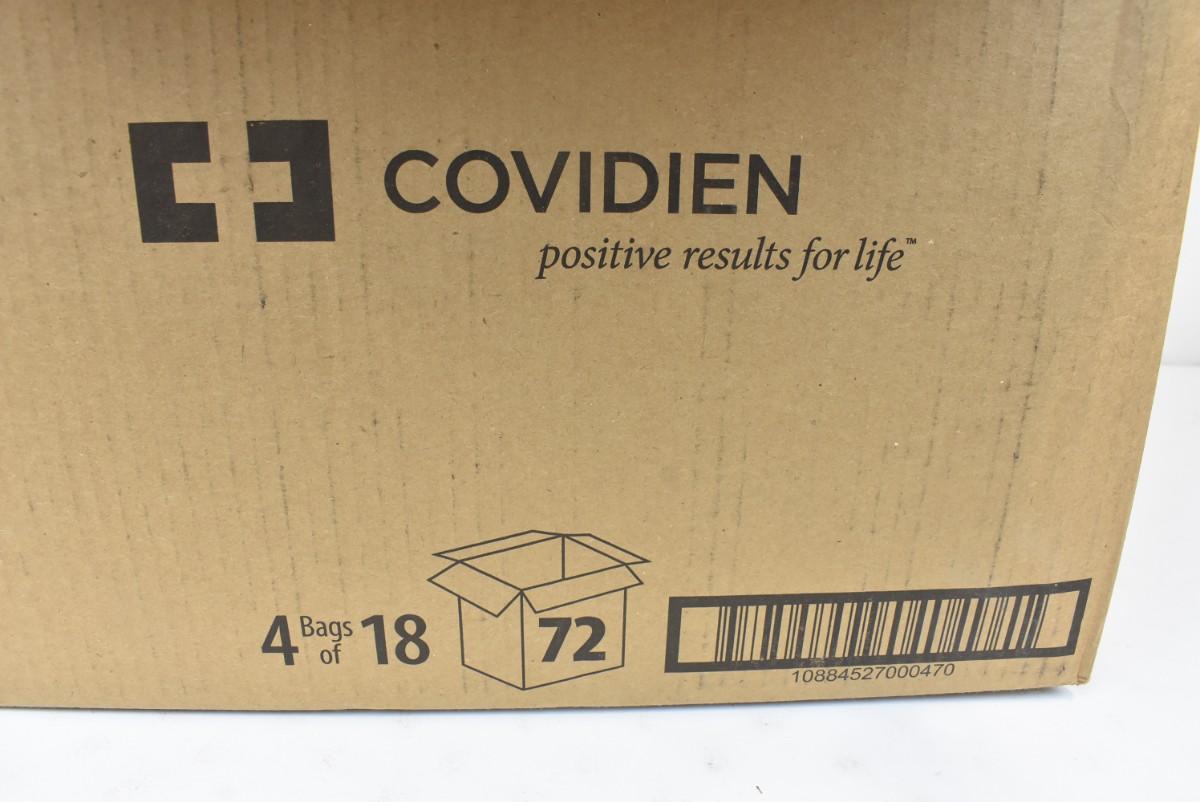 COVIDIEN
positive results for life™
4 Bags of 18
72
10884527000470